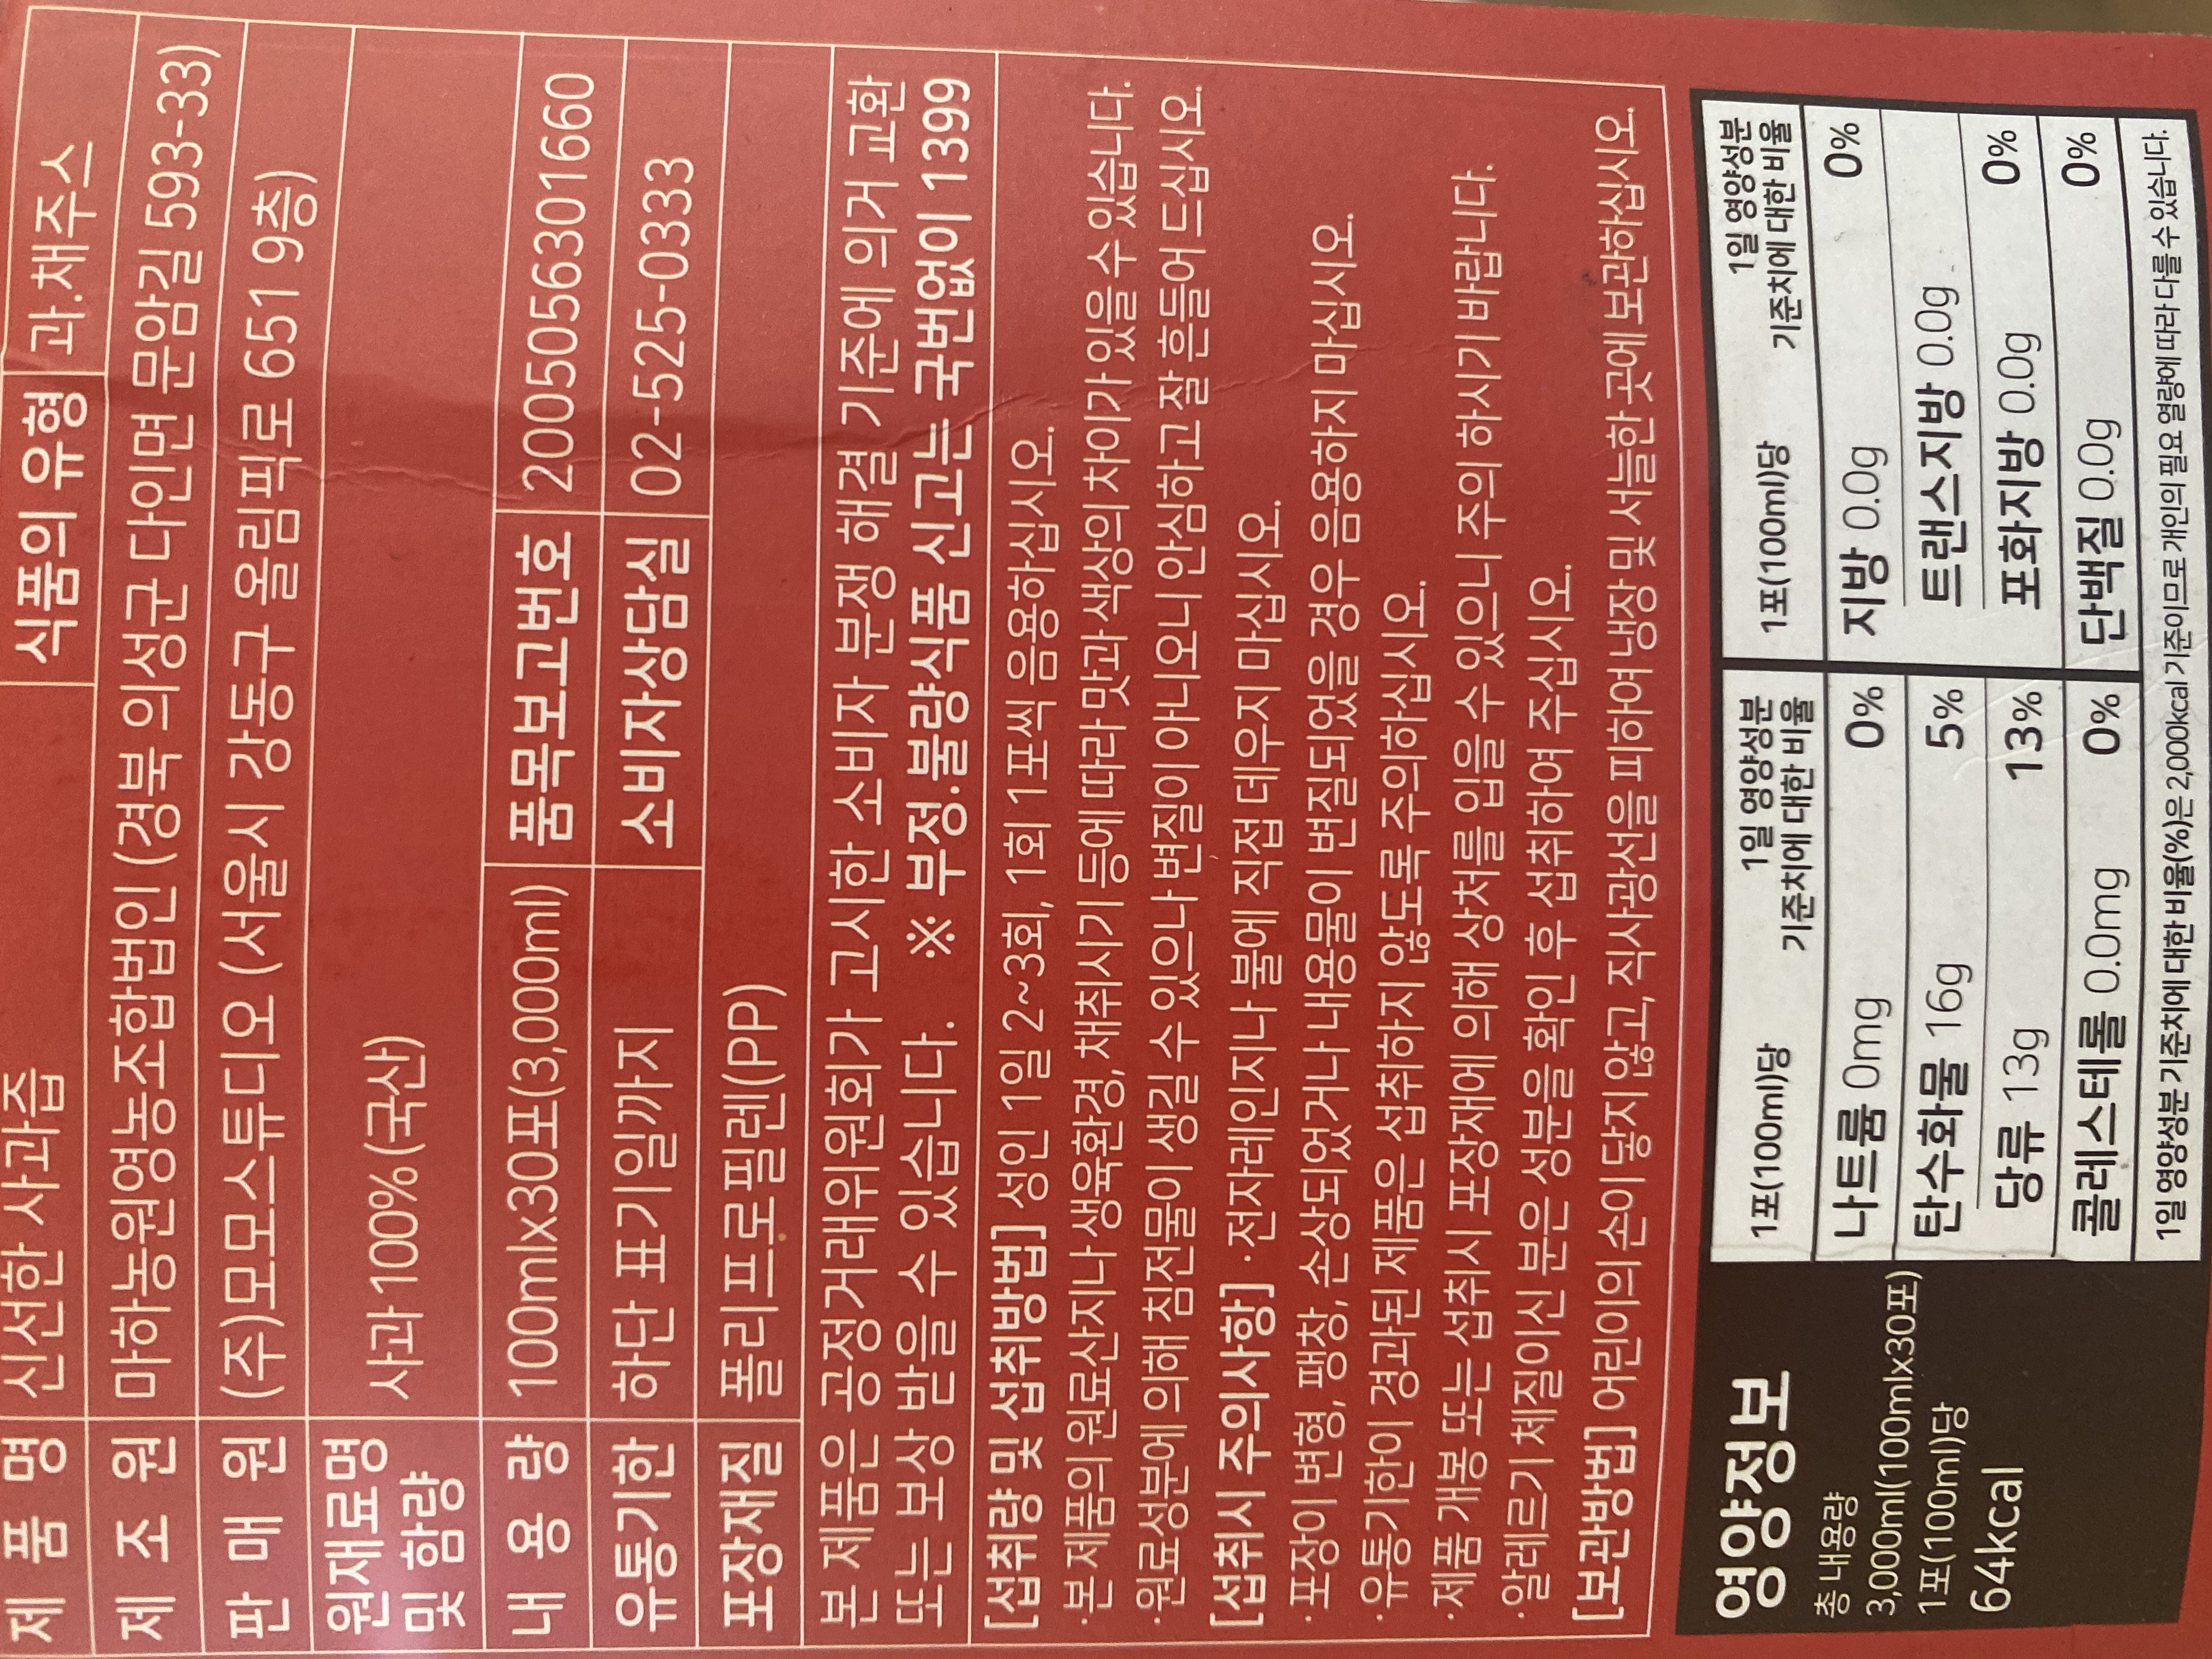 제 품 명 신선한 사과즙 식품의 유형 과.채주스
제 조 원 마하농원영농조합법인 (경북 의성군 다인면 문암길 593-33)
판 매 원 (주)모모스튜디오 (서울시 강동구 올림픽로 651 9층)
원재료명
및 함량
사과 100% (국산)
내 용 량 100mlx30포(3,000ml) 품목보고번호 2005056301660
유통기한 하단 표기일까지 소비자상담실 02-525-0333
포장재질 폴리프로필렌(PP)
본 제품은 공정거래위원회가 고시한 소비자 분쟁 해결 기준에 의거 교환
또는 보상 받을 수 있습니다. ※ 부정.불량식품 신고는 국번없이 1399
[섭취량 및 섭취방법] 성인 1일 2~3회, 1회 1포씩 음용하십시오.
·본 제품의 원료산지나 생육환경, 채취시기 등에 따라 맛과 색상의 차이가 있을 수 있습니다.
·원료성분에 의해 침전물이 생길 수 있으나 변질이 아니오니 안심하고 잘 흔들어 드십시오.
[섭취시 주의사항] ·전자레인지나 불에 직접 데우지 마십시오.
·포장이 변형, 팽창, 손상되었거나 내용물이 변질되었을 경우 음용하지 마십시오.
·유통기한이 경과된 제품은 섭취하지 않도록 주의하십시오.
·제품 개봉 또는 섭취시 포장재에 의해 상처를 입을 수 있으니 주의 하시기 바랍니다.
·알레르기 체질이신 분은 성분을 확인 후 섭취하여 주십시오.
[보관방법] 어린이의 손이 닿지 않고, 직사광선을 피하여 냉장 및 서늘한 곳에 보관하십시오.
영양정보
총 내용량
3,000ml(100mlx30포)
1포(100ml)당
64kcal
1포(100ml)당 1일 영양성분
기준치에 대한 비율
1포(100ml)당 1일 영양성분
기준치에 대한 비율
나트륨 0mg 0% 지방 0.0g 0%
탄수화물 16g 5% 트랜스지방 0.0g
당류 13g 13% 포화지방 0.0g 0%
콜레스테롤 0.0mg 0% 단백질 0.0g 0%
1일 영양성분 기준치에 대한 비율(%)은 2,000kcal 기준이므로 개인의 필요 열량에 따라 다를 수 있습니다.